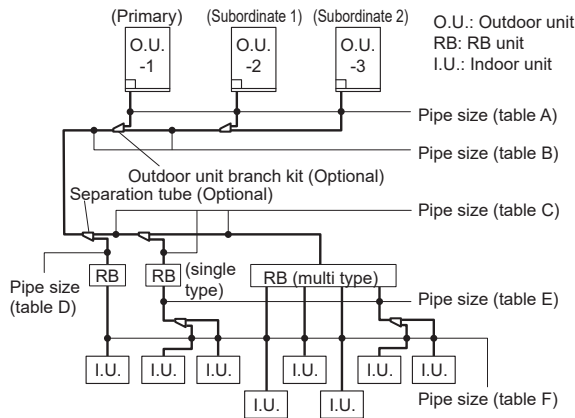 (Primary)
(Subordinate 1)
(Subordinate 2)
O.U.
-1
O.U.
-2
O.U.
-3
O.U.: Outdoor unit
RB: RB unit
I.U.: Indoor unit
Pipe size (table A)
Pipe size (table B)
Outdoor unit branch kit (Optional)
Separation tube (Optional)
Pipe size (table C)
RB
RB
(single
type)
RB (multi type)
Pipe size
(table D)
Pipe size (table E)
I.U.
I.U.
I.U.
I.U.
I.U.
I.U.
I.U.
I.U.
Pipe size (table F)